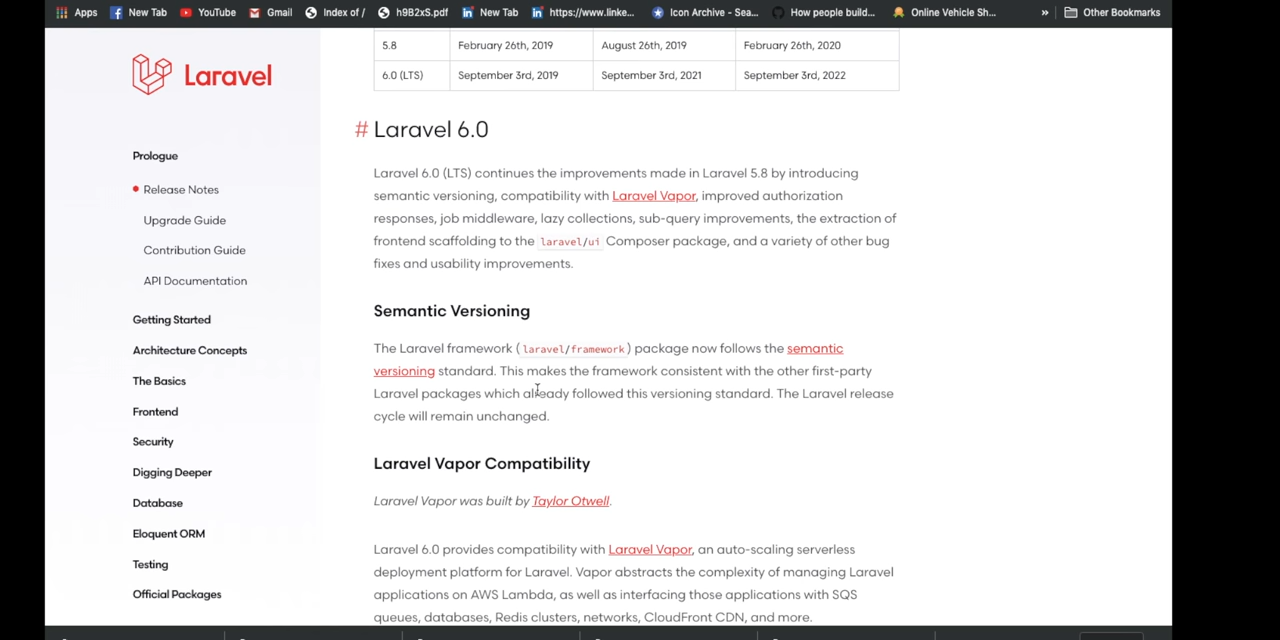 Apps New Tab YouTube Gmail Index of / h9B2xS.pdf New Tab https://www.linke... Icon Archive - Sea... How people build... Online Vehicle Sh... » Other Bookmarks
Laravel
Prologue
Release Notes
Upgrade Guide
Contribution Guide
API Documentation
Getting Started
Architecture Concepts
The Basics
Frontend
Security
Digging Deeper
Database
Eloquent ORM
Testing
Official Packages
5.8 February 26th, 2019 August 26th, 2019 February 26th, 2020
6.0 (LTS) September 3rd, 2019 September 3rd, 2021 September 3rd, 2022
# Laravel 6.0
Laravel 6.0 (LTS) continues the improvements made in Laravel 5.8 by introducing
semantic versioning, compatibility with Laravel Vapor, improved authorization
responses, job middleware, lazy collections, sub-query improvements, the extraction of
frontend scaffolding to the laravel/ui Composer package, and a variety of other bug
fixes and usability improvements.
Semantic Versioning
The Laravel framework (laravel/framework) package now follows the semantic
versioning standard. This makes the framework consistent with the other first-party
Laravel packages which already followed this versioning standard. The Laravel release
cycle will remain unchanged.
Laravel Vapor Compatibility
Laravel Vapor was built by Taylor Otwell.
Laravel 6.0 provides compatibility with Laravel Vapor, an auto-scaling serverless
deployment platform for Laravel. Vapor abstracts the complexity of managing Laravel
applications on AWS Lambda, as well as interfacing those applications with SQS
queues, databases, Redis clusters, networks, CloudFront CDN, and more.